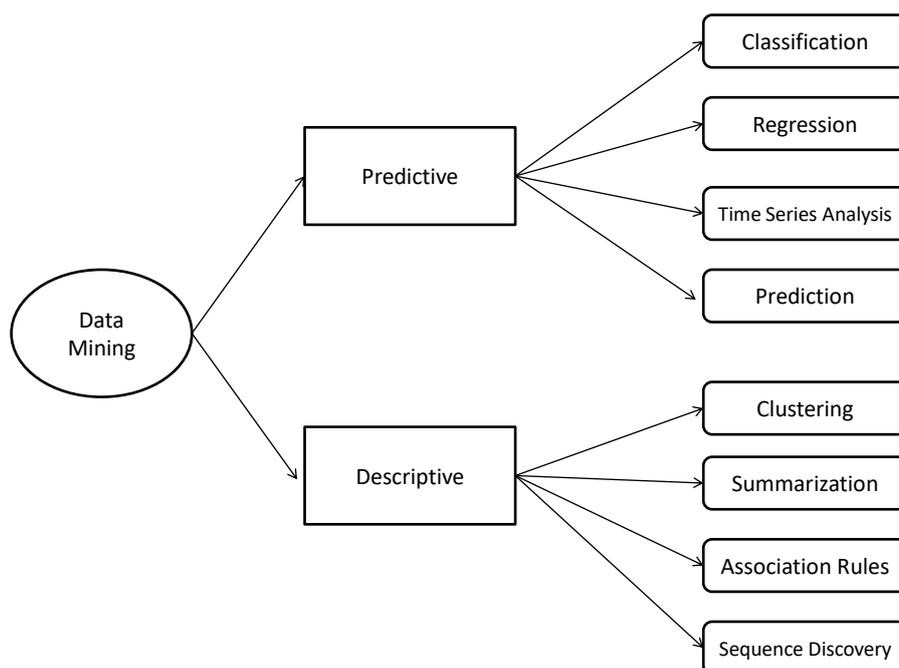 Classification
Regression
Predictive
Time Series Analysis
Prediction
Data
Mining
Clustering
Descriptive
Summarization
Association Rules
Sequence Discovery